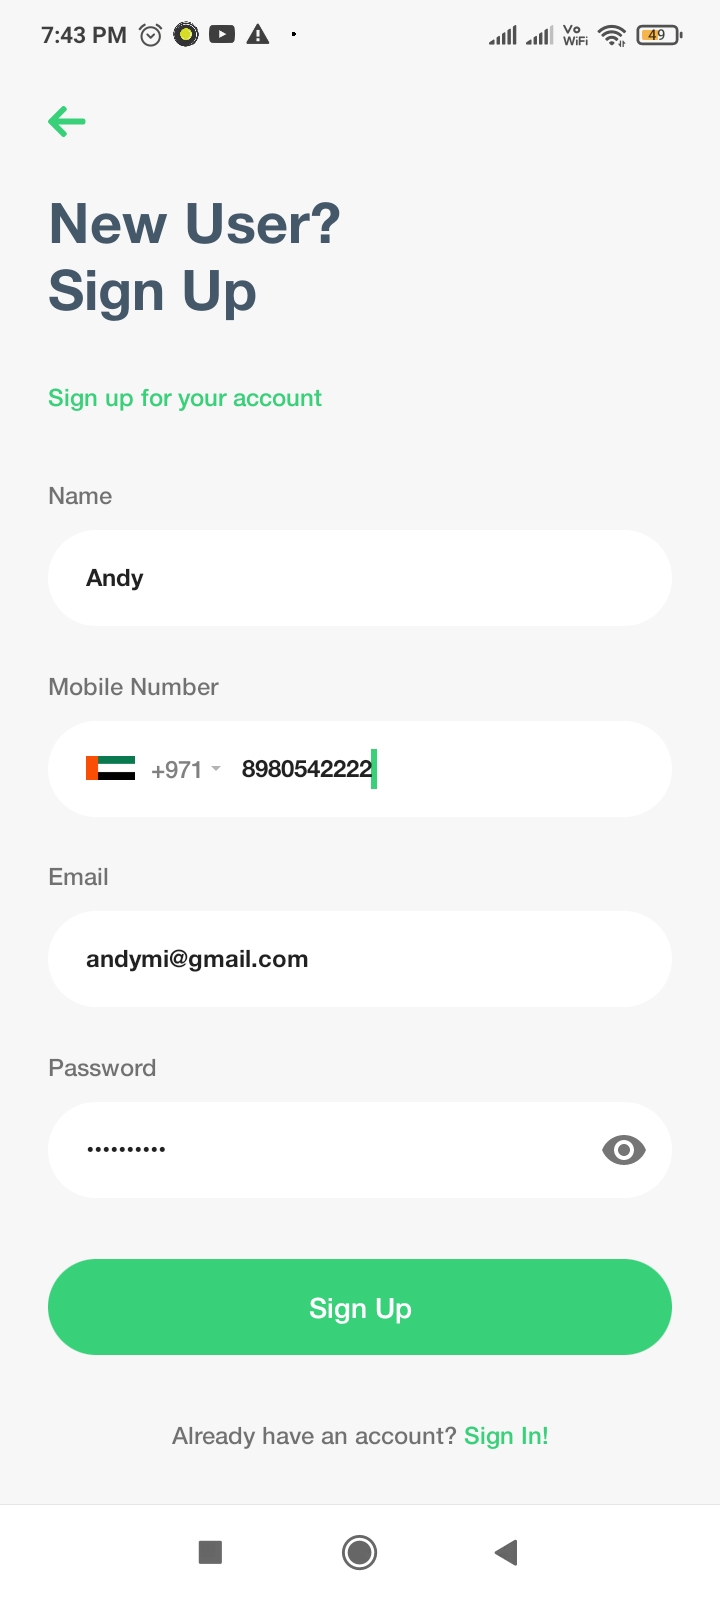 7:43 PM
Vo
WiFi
49
New User?
Sign Up
Sign up for your account
Name
Andy
Mobile Number
+971 8980542222
Email
andymi@gmail.com
Password
••••••••••
Sign Up
Already have an account? Sign In!